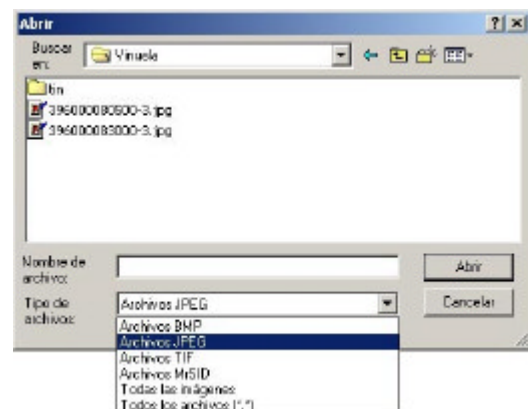 Abrir
Buscar en:
Vinuela
tin
396000080500-3.jpg
396000083000-3.jpg
Nombre de archivo:
Abrir
Tipo de archivos:
Archivos JPEG
Cancelar
Archivos BMP
Archivos JPEG
Archivos TIF
Archivos MrSID
Todas las imágenes
Todos los archivos (*.*)